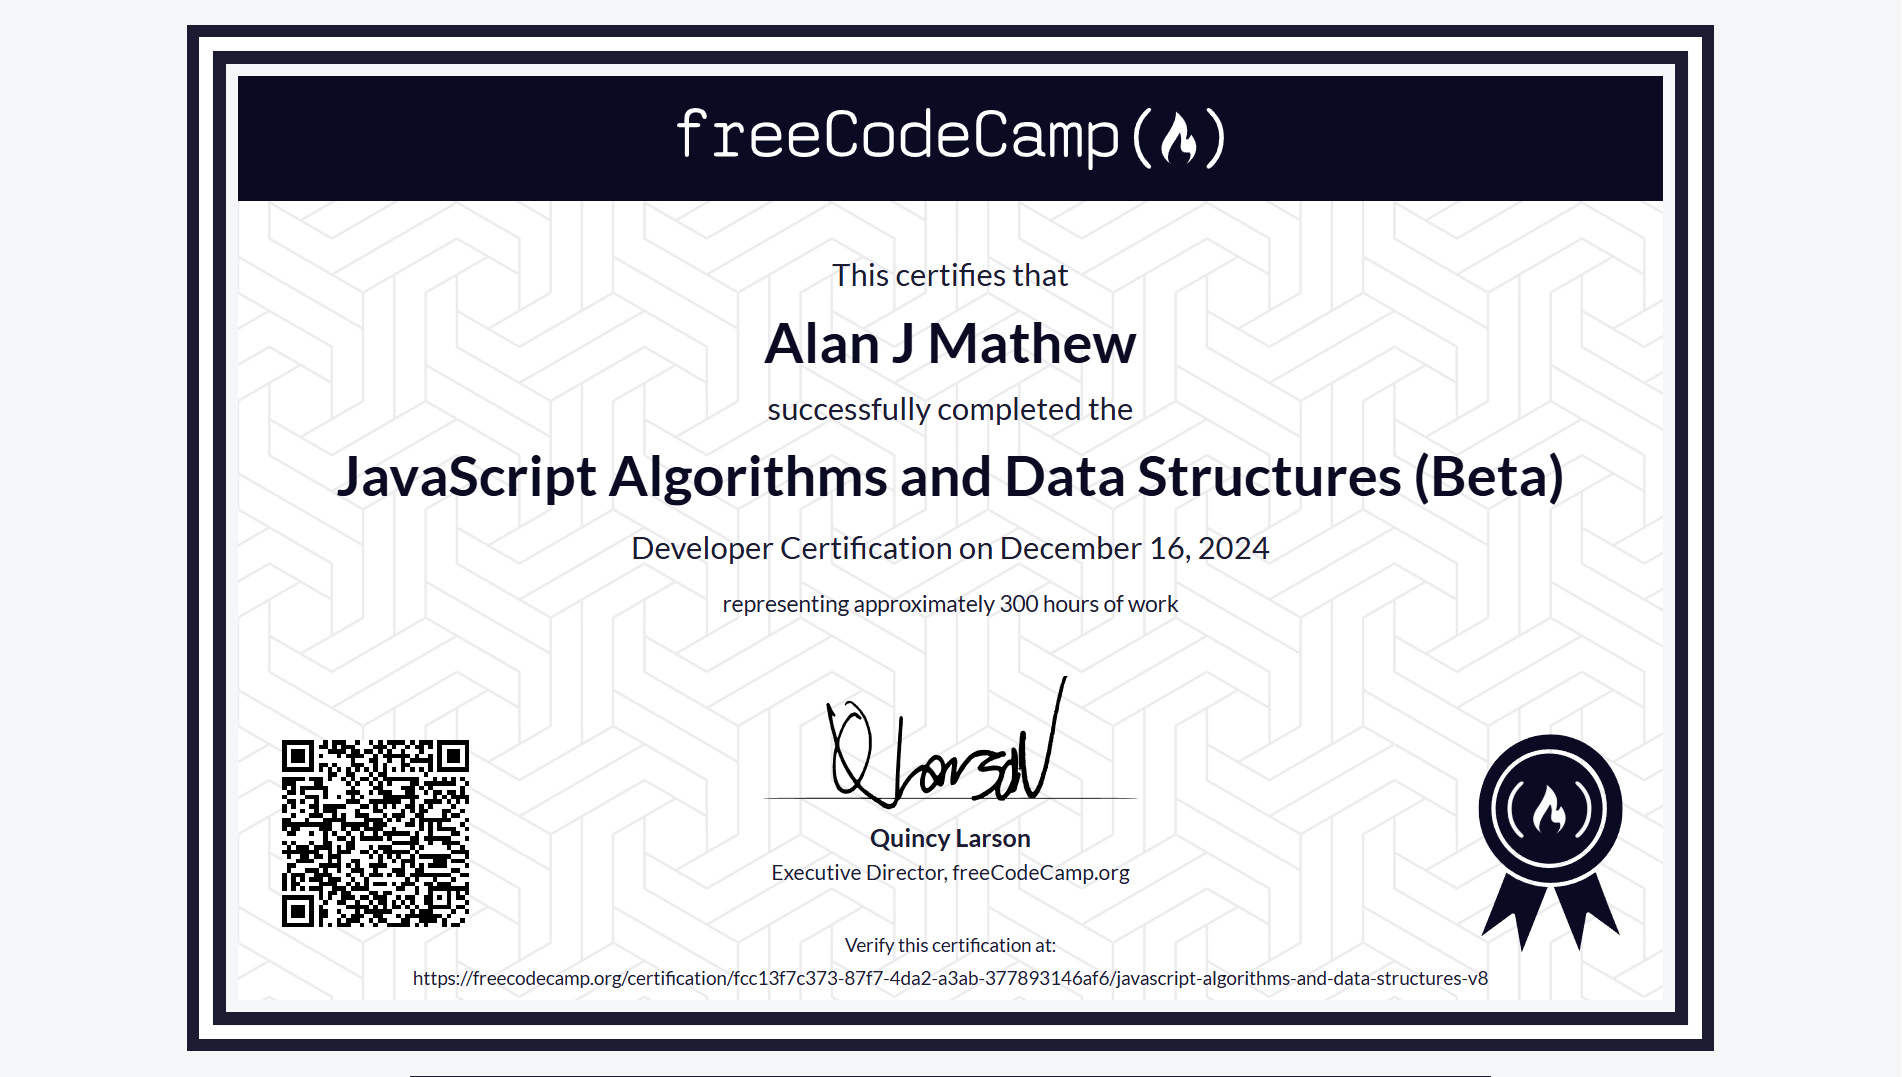 freeCodeCamp
This certifies that
Alan J Mathew
successfully completed the
JavaScript Algorithms and Data Structures (Beta)
Developer Certification on December 16, 2024
representing approximately 300 hours of work
Quincy Larson
Executive Director, freeCodeCamp.org
Verify this certification at:
https://freecodecamp.org/certification/fcc13f7c373-87f7-4da2-a3ab-377893146af6/javascript-algorithms-and-data-structures-v8